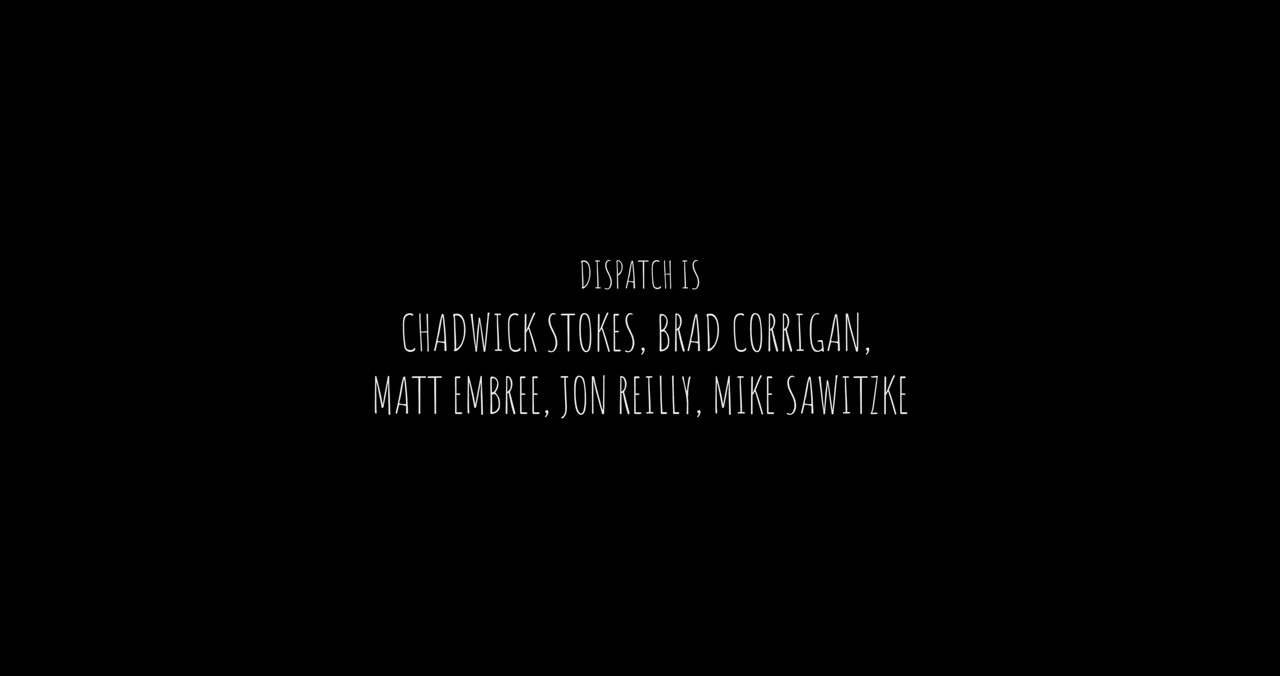 DISPATCH IS
CHADWICK STOKES, BRAD CORRIGAN,
MATT EMBREE, JON REILLY, MIKE SAWITZKE